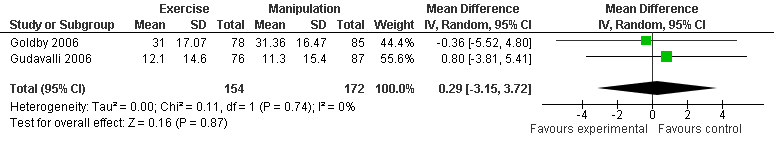 Exercise Manipulation Mean Difference Mean Difference
Study or Subgroup Mean SD Total Mean SD Total Weight IV, Random, 95% CI IV, Random, 95% CI
Goldby 2006 31 17.07 78 31.36 16.47 85 44.4% -0.36 [-5.52, 4.80]
Gudavalli 2006 12.1 14.6 76 11.3 15.4 87 55.6% 0.80 [-3.81, 5.41]
Total (95% CI) 154 172 100.0% 0.29 [-3.15, 3.72]
Heterogeneity: Tau² = 0.00; Chi² = 0.11, df = 1 (P = 0.74); I² = 0%
Test for overall effect: Z = 0.16 (P = 0.87)
-4 -2 0 2 4
Favours experimental Favours control